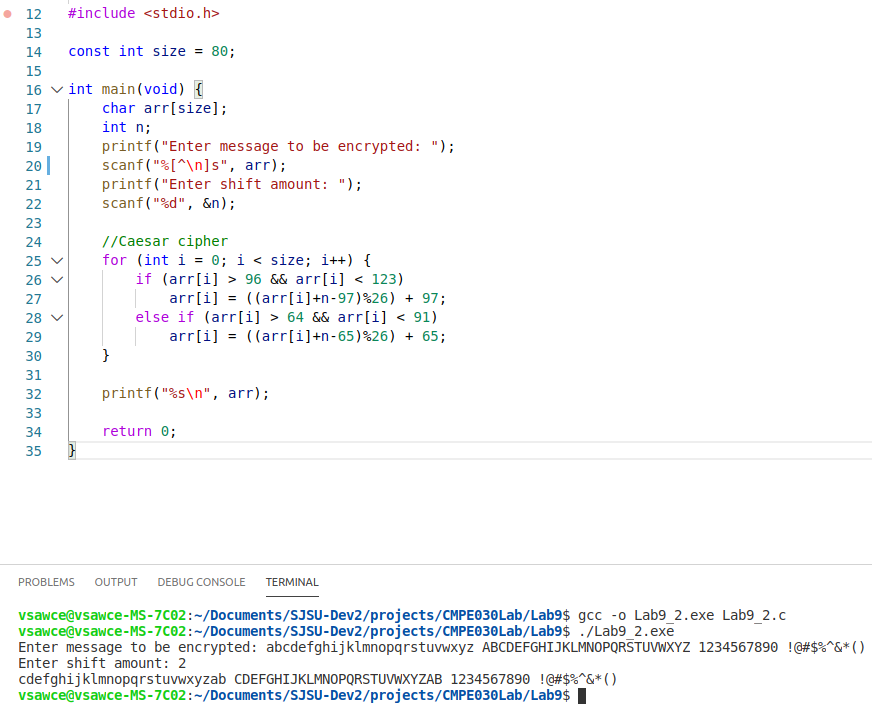 12 #include <stdio.h>
13
14 const int size = 80;
15
16 int main(void) {
17     char arr[size];
18     int n;
19     printf("Enter message to be encrypted: ");
20     scanf("%[^\n]s", arr);
21     printf("Enter shift amount: ");
22     scanf("%d", &n);
23
24     //Caesar cipher
25     for (int i = 0; i < size; i++) {
26         if (arr[i] > 96 && arr[i] < 123)
27             arr[i] = ((arr[i]+n-97)%26) + 97;
28         else if (arr[i] > 64 && arr[i] < 91)
29             arr[i] = ((arr[i]+n-65)%26) + 65;
30     }
31
32     printf("%s\n", arr);
33
34     return 0;
35 }
PROBLEMS OUTPUT DEBUG CONSOLE TERMINAL
vsawce@vsawce-MS-7C02:~/Documents/SJSU-Dev2/projects/CMPE030Lab/Lab9$ gcc -o Lab9_2.exe Lab9_2.c
vsawce@vsawce-MS-7C02:~/Documents/SJSU-Dev2/projects/CMPE030Lab/Lab9$ ./Lab9_2.exe
Enter message to be encrypted: abcdefghijklmnopqrstuvwxyz ABCDEFGHIJKLMNOPQRSTUVWXYZ 1234567890 !@#$%^&*()
Enter shift amount: 2
cdefghijklmnopqrstuvwxyzab CDEFGHIJKLMNOPQRSTUVWXYZAB 1234567890 !@#$%^&*()
vsawce@vsawce-MS-7C02:~/Documents/SJSU-Dev2/projects/CMPE030Lab/Lab9$